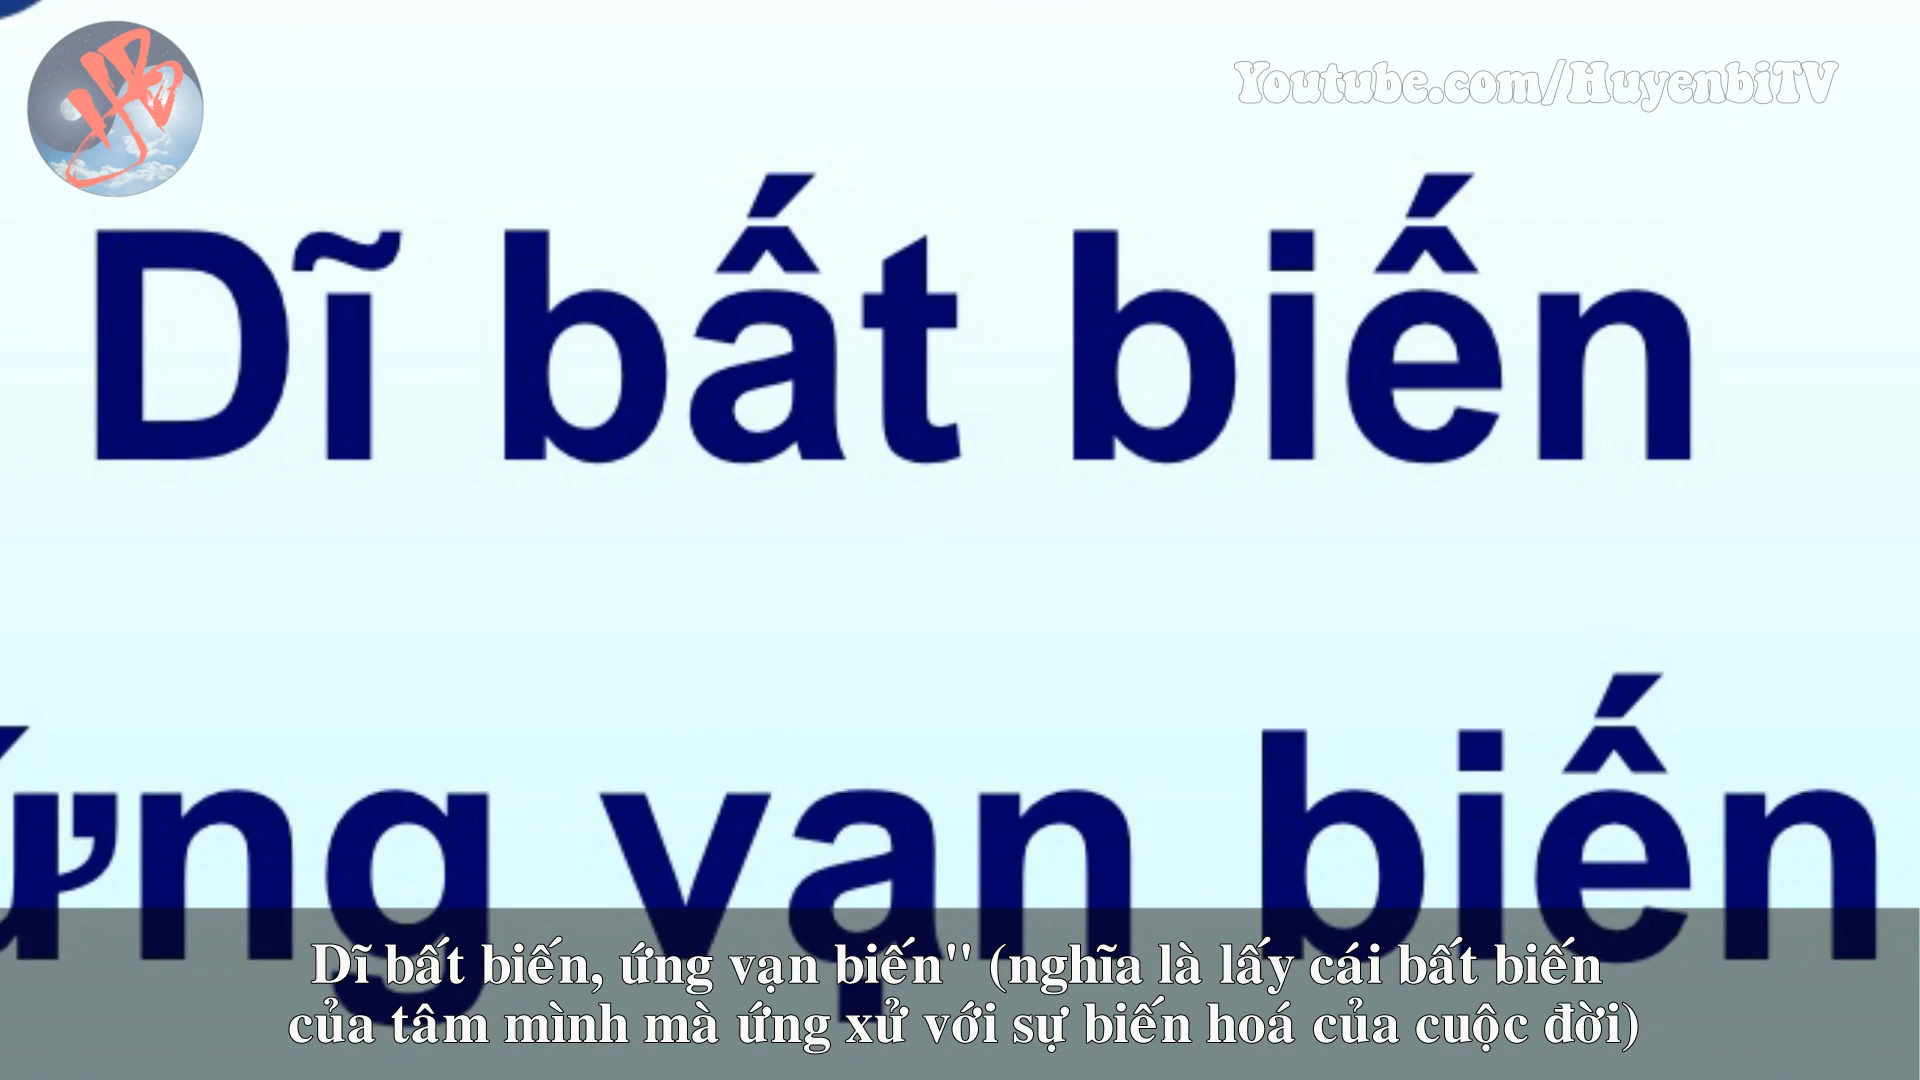 Youtube.com/HuyenbiTV
Dĩ bất biến
ứng vạn biến
Dĩ bất biến, ứng vạn biến" (nghĩa là lấy cái bất biến
của tâm mình mà ứng xử với sự biến hoá của cuộc đời)